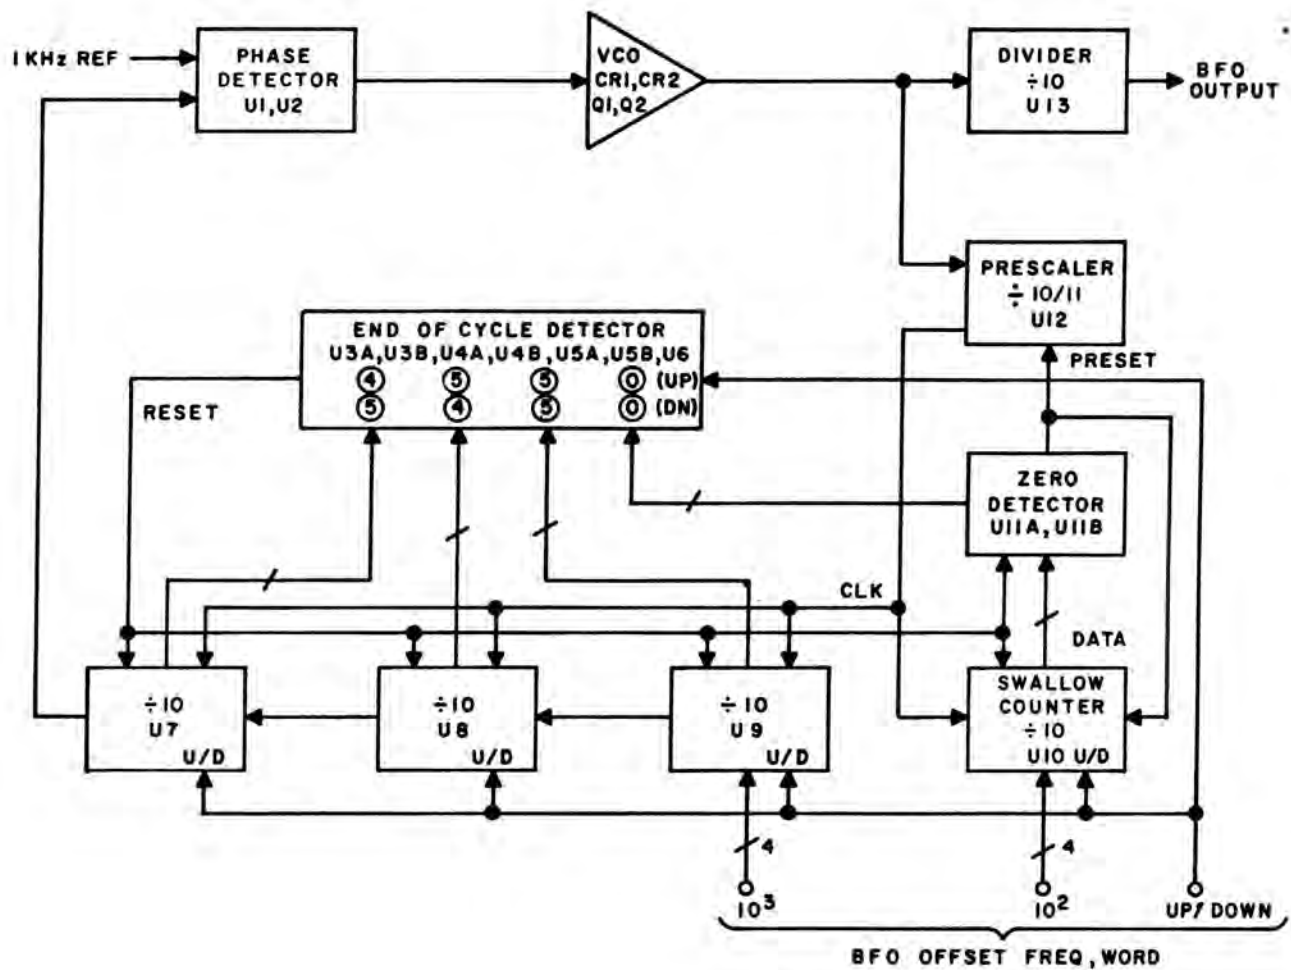 1 KHz REF
PHASE
DETECTOR
U1,U2
VCO
CR1,CR2
Q1,Q2
DIVIDER
÷10
U13
BFO
OUTPUT
PRESCALER
÷ 10/11
U12
PRESET
END OF CYCLE DETECTOR
U3A,U3B,U4A,U4B,U5A,U5B,U6
4 5 5 0 (UP)
5 4 5 0 (DN)
RESET
ZERO
DETECTOR
U11A, U11B
CLK
DATA
÷10
U7
U/D
÷10
U8
U/D
÷10
U9
U/D
SWALLOW
COUNTER
÷10
U10 U/D
4
4
10³
10²
UP/DOWN
BFO OFFSET FREQ, WORD